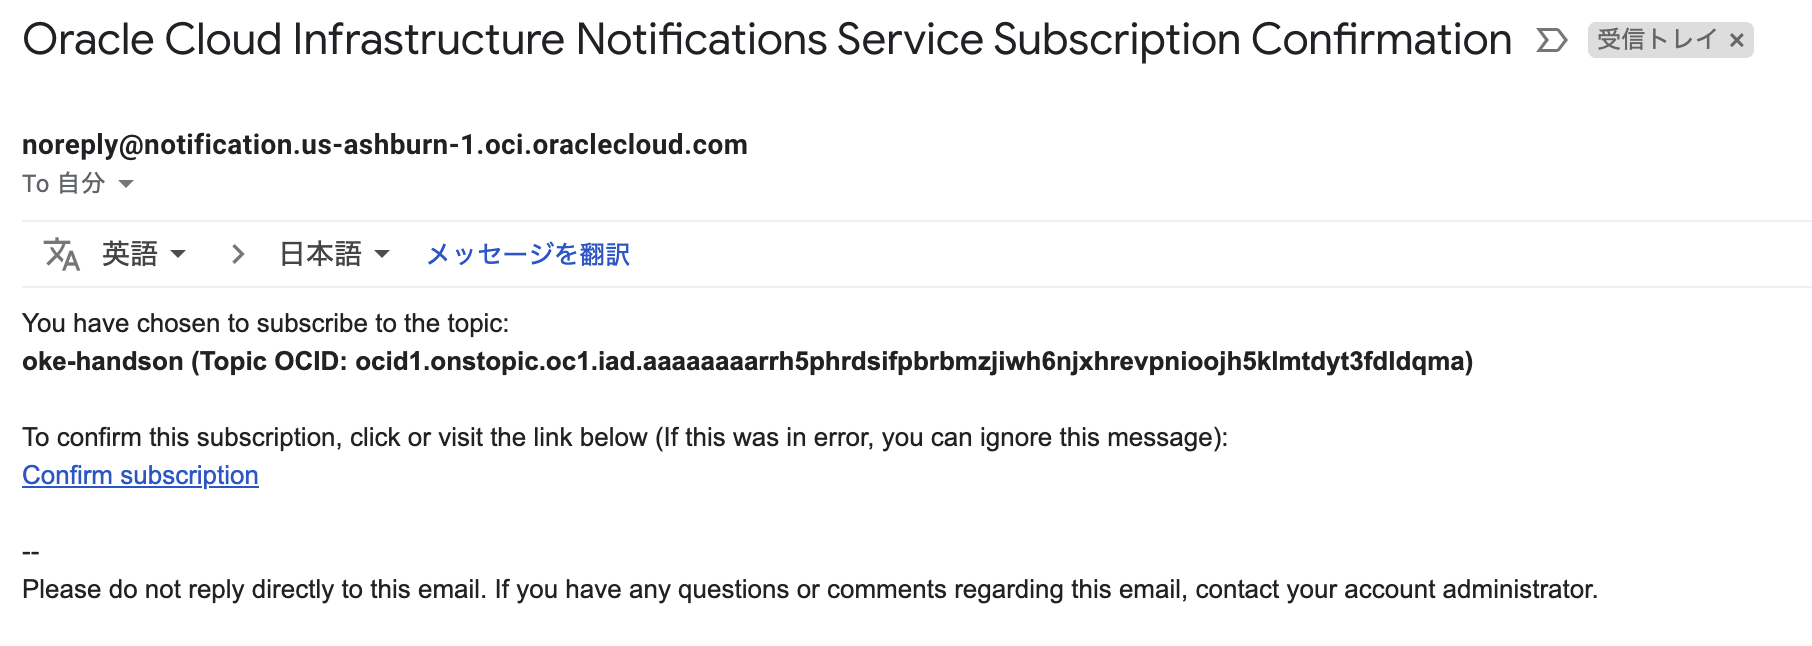 Oracle Cloud Infrastructure Notifications Service Subscription Confirmation 受信トレイ ×
noreply@notification.us-ashburn-1.oci.oraclecloud.com
To 自分
英語 > 日本語 メッセージを翻訳
You have chosen to subscribe to the topic:
oke-handson (Topic OCID: ocid1.onstopic.oc1.iad.aaaaaaaarrh5phrdsifpbrbmzjiwh6njxhrevpnioojh5klmtdyt3fdldqma)
To confirm this subscription, click or visit the link below (If this was in error, you can ignore this message):
Confirm subscription
--
Please do not reply directly to this email. If you have any questions or comments regarding this email, contact your account administrator.